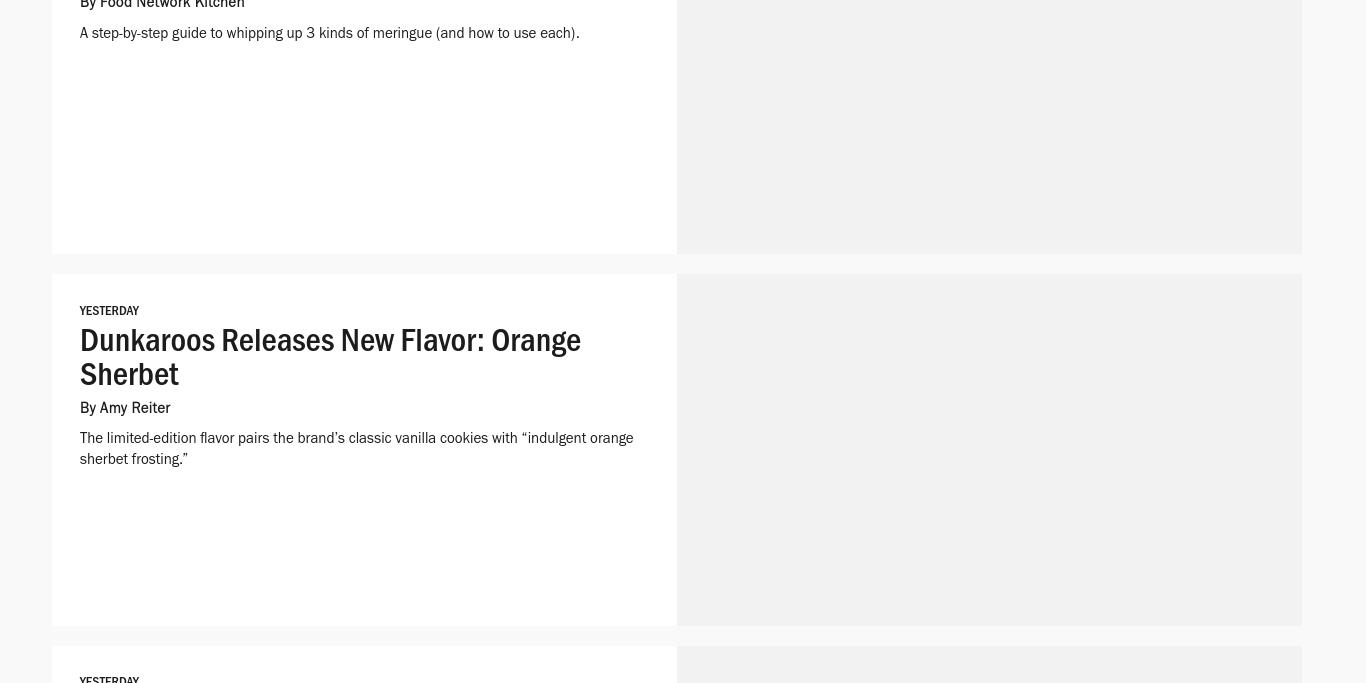 By Food Network Kitchen
A step-by-step guide to whipping up 3 kinds of meringue (and how to use each).
YESTERDAY
Dunkaroos Releases New Flavor: Orange
Sherbet
By Amy Reiter
The limited-edition flavor pairs the brand’s classic vanilla cookies with “indulgent orange
sherbet frosting.”
YESTERDAY